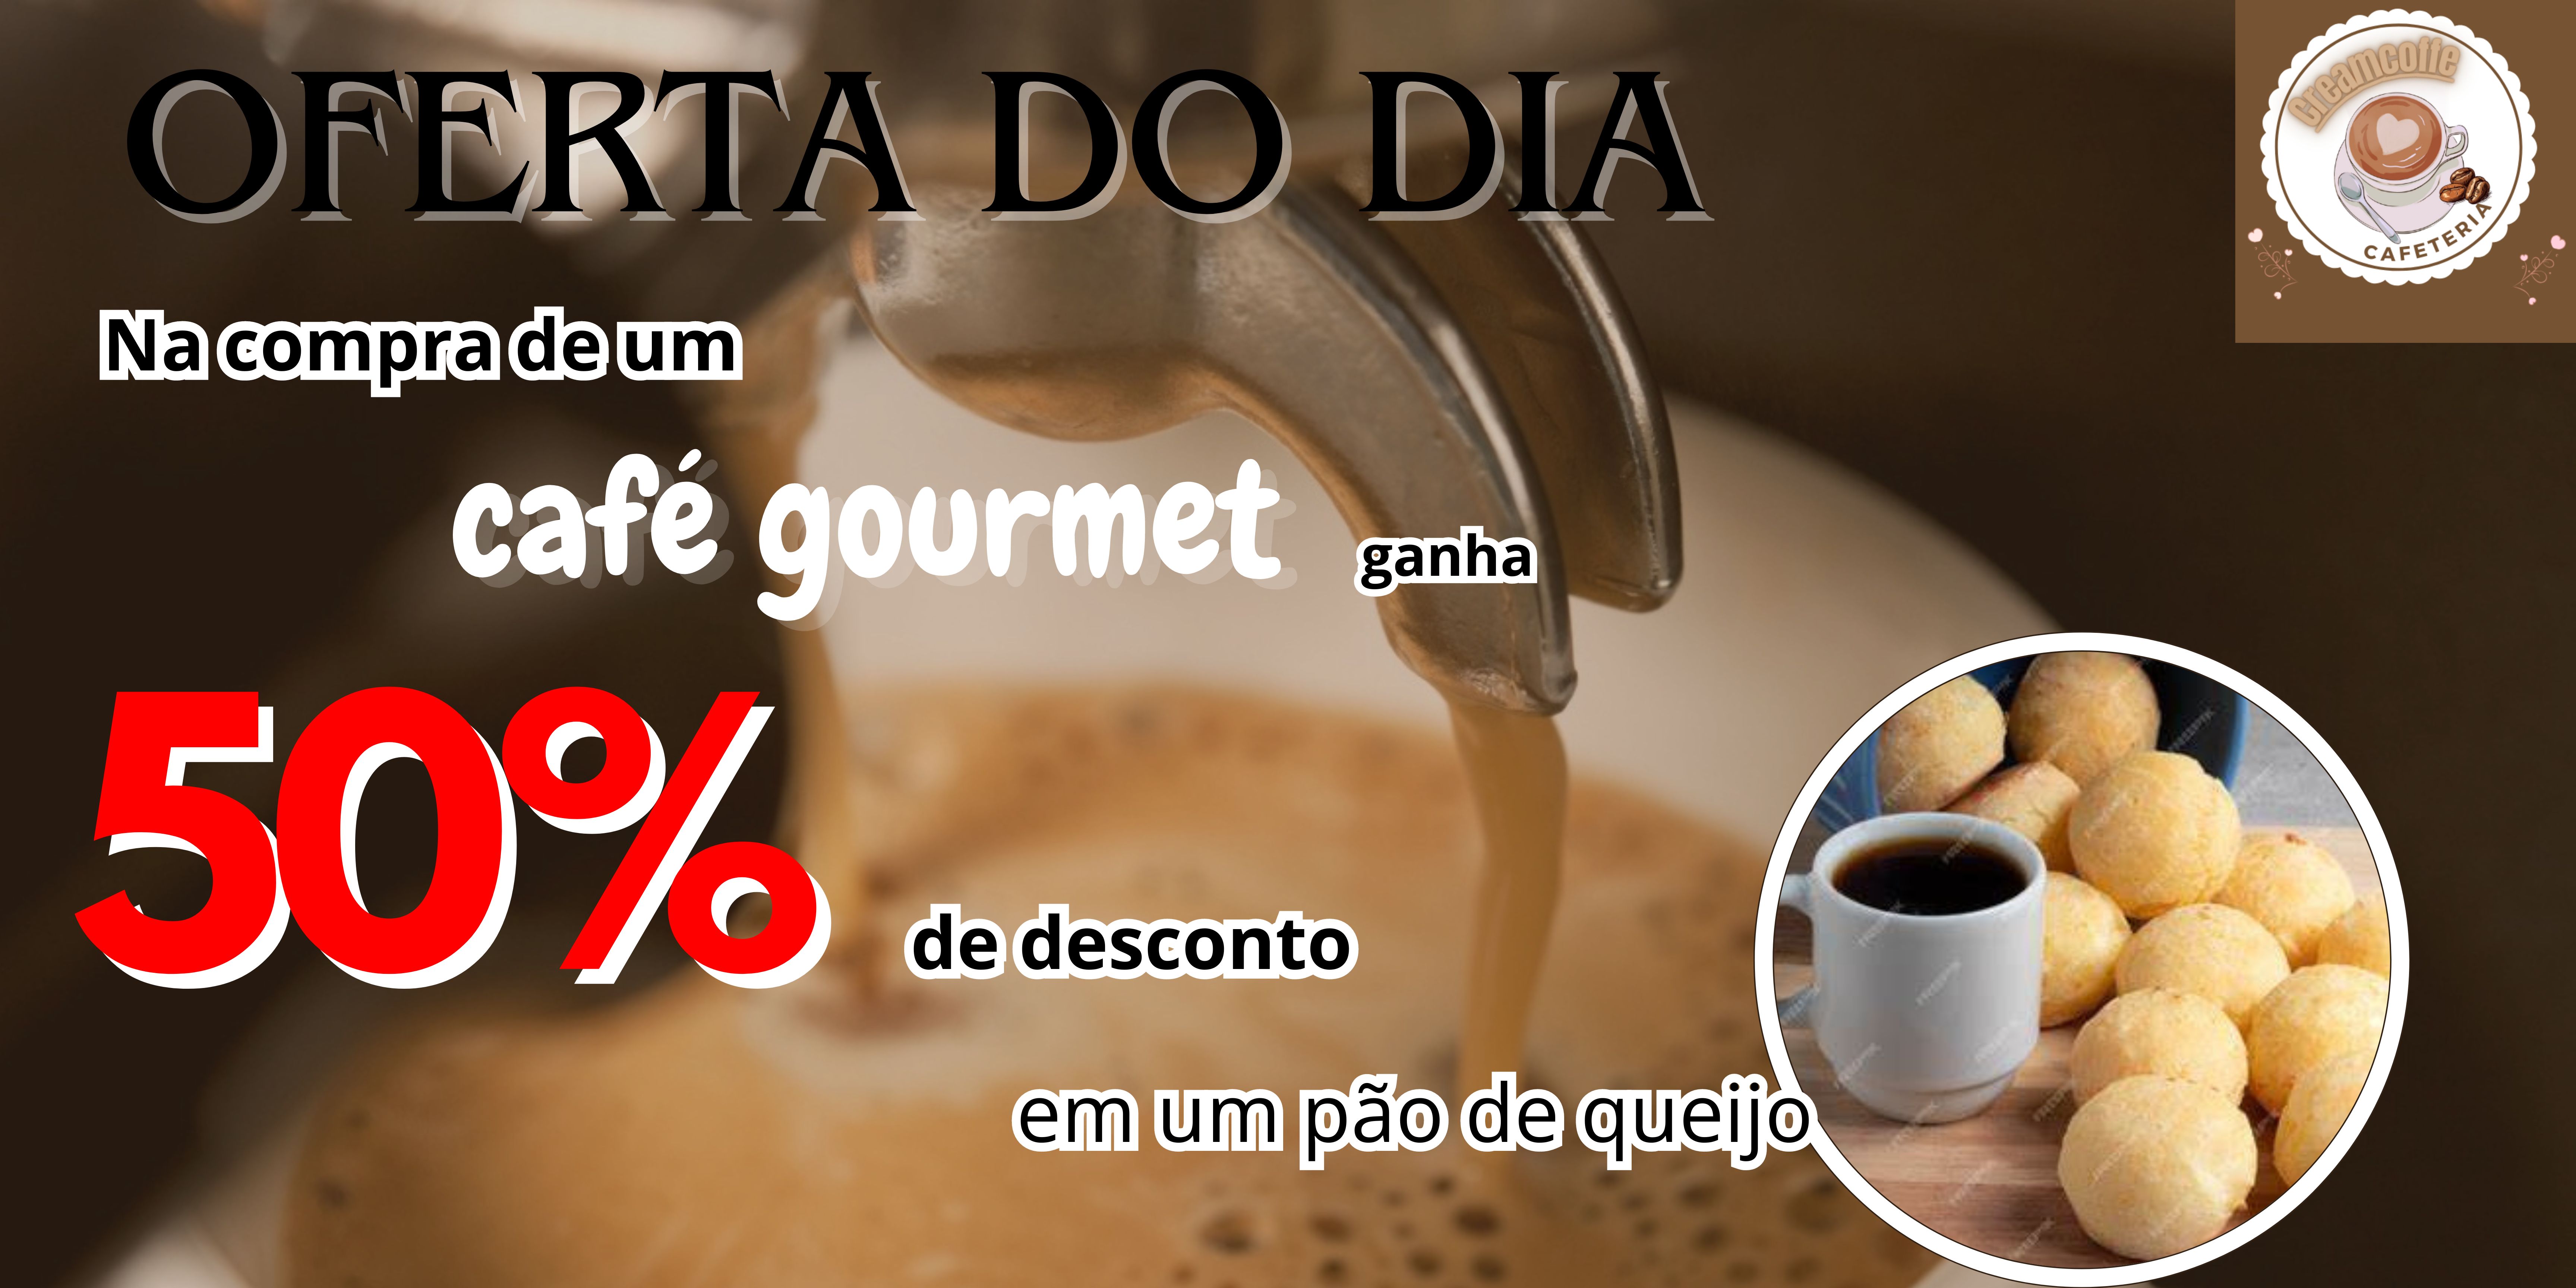 OFERTA DO DIA
creamcoffe
CAFETERIA
Na compra de um
café gourmet ganha
50% de desconto
em um pão de queijo